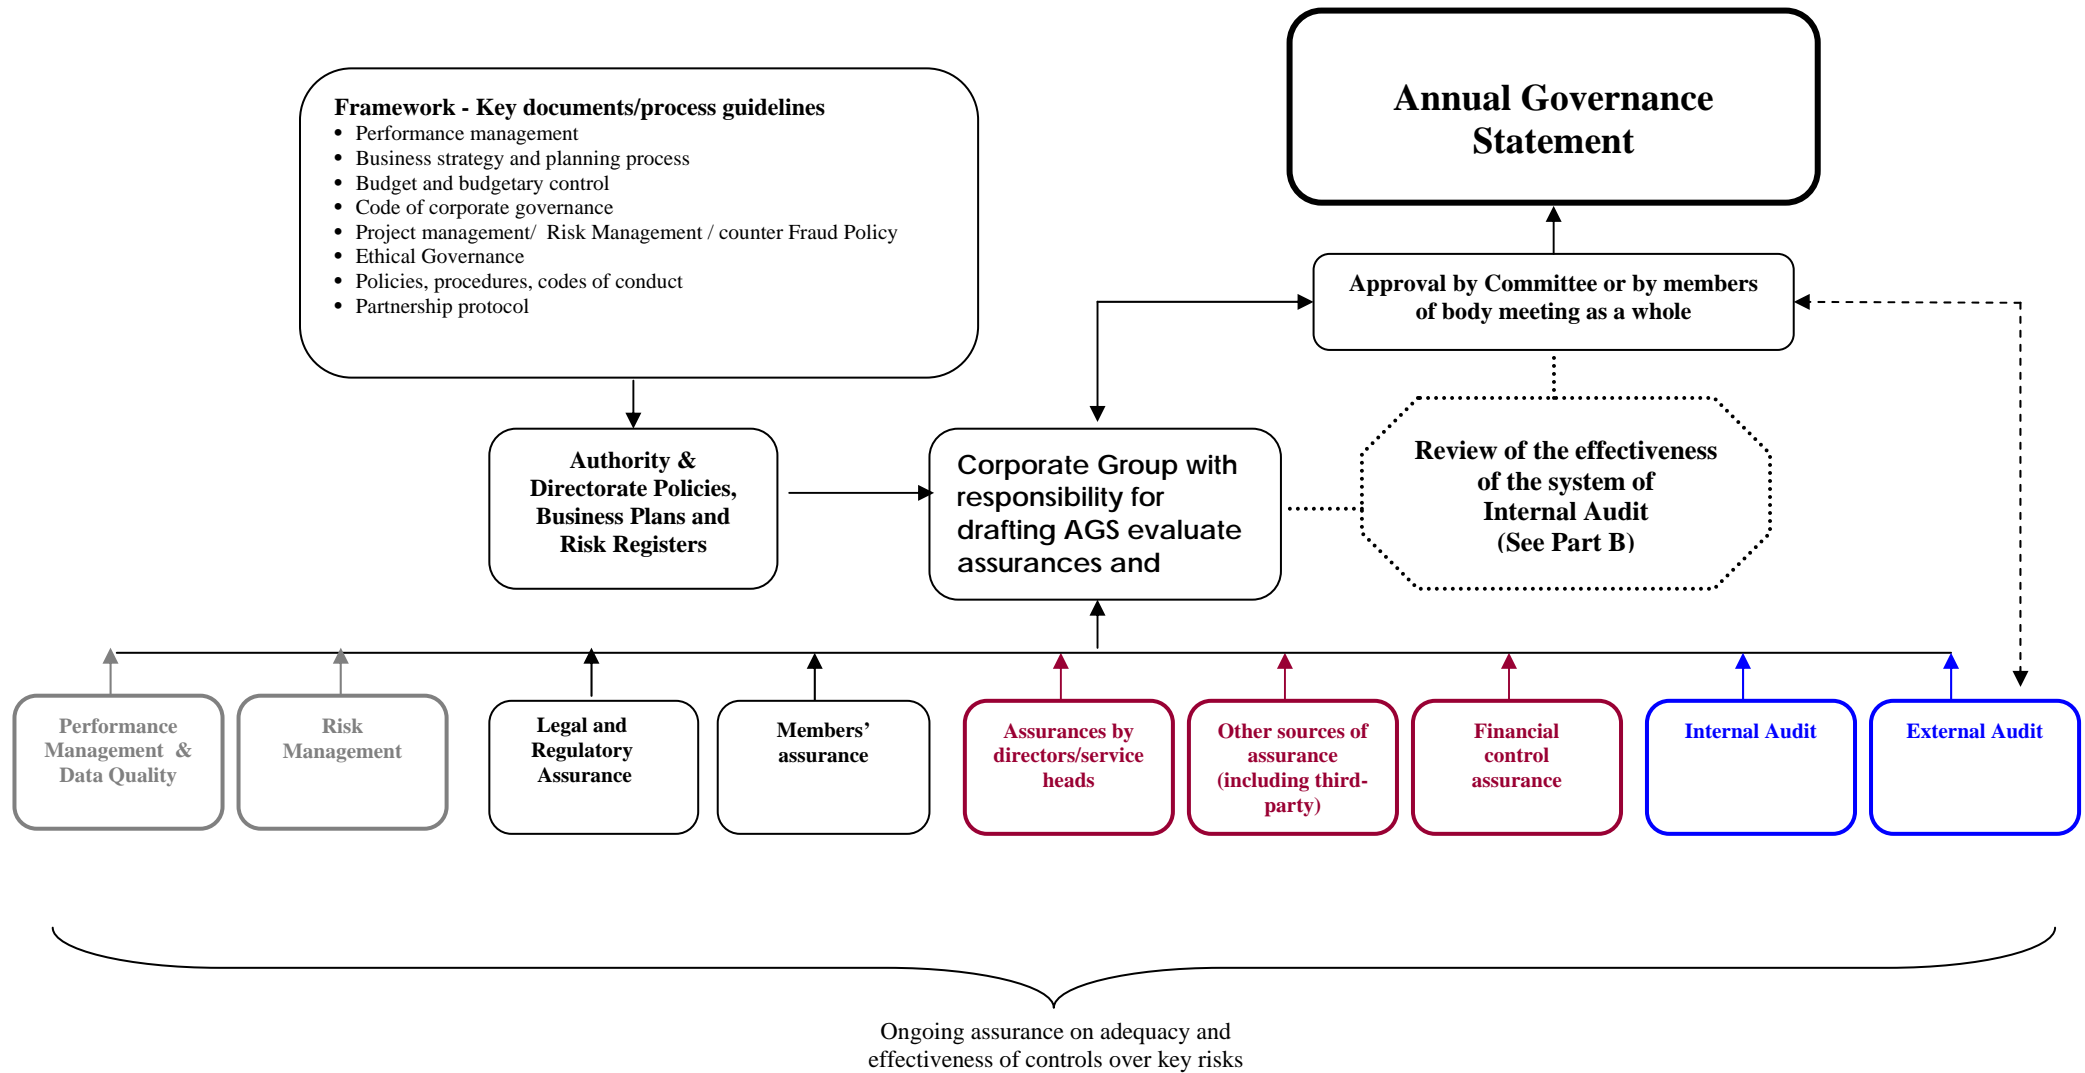 Annual Governance
Statement
Framework - Key documents/process guidelines
• Performance management
• Business strategy and planning process
• Budget and budgetary control
• Code of corporate governance
• Project management/  Risk Management / counter Fraud Policy
• Ethical Governance
• Policies, procedures, codes of conduct
• Partnership protocol
Approval by Committee or by members
of body meeting as a whole
Authority &
Directorate Policies,
Business Plans and
Risk Registers
Corporate Group with
responsibility for
drafting AGS evaluate
assurances and
Review of the effectiveness
of the system of
Internal Audit
(See Part B)
Performance
Management  &
Data Quality
Risk
Management
Legal and
Regulatory
Assurance
Members’
assurance
Assurances by
directors/service
heads
Other sources of
assurance
(including third-
party)
Financial
control
assurance
Internal Audit
External Audit
Ongoing assurance on adequacy and
effectiveness of controls over key risks